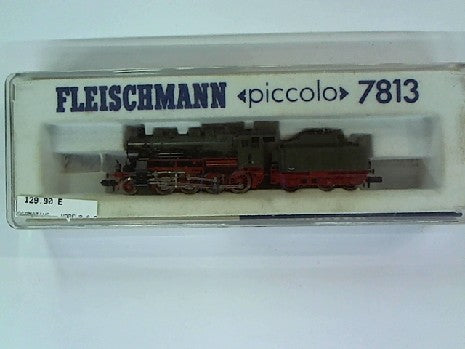 FLEISCHMANN «piccolo» 7813
129.90 E